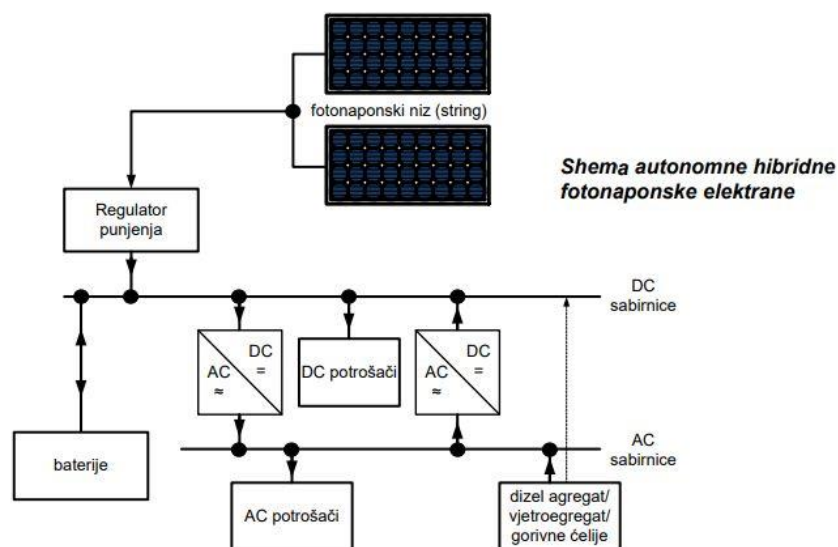 fotonaponski niz (string)
Shema autonomne hibridne
fotonaponske elektrane
Regulator
punjenja
DC
sabirnice
DC
=
AC
≈
DC potrošači
DC
=
AC
≈
baterije
AC
sabirnice
AC potrošači
dizel agregat/
vjetroegregat/
gorivne ćelije